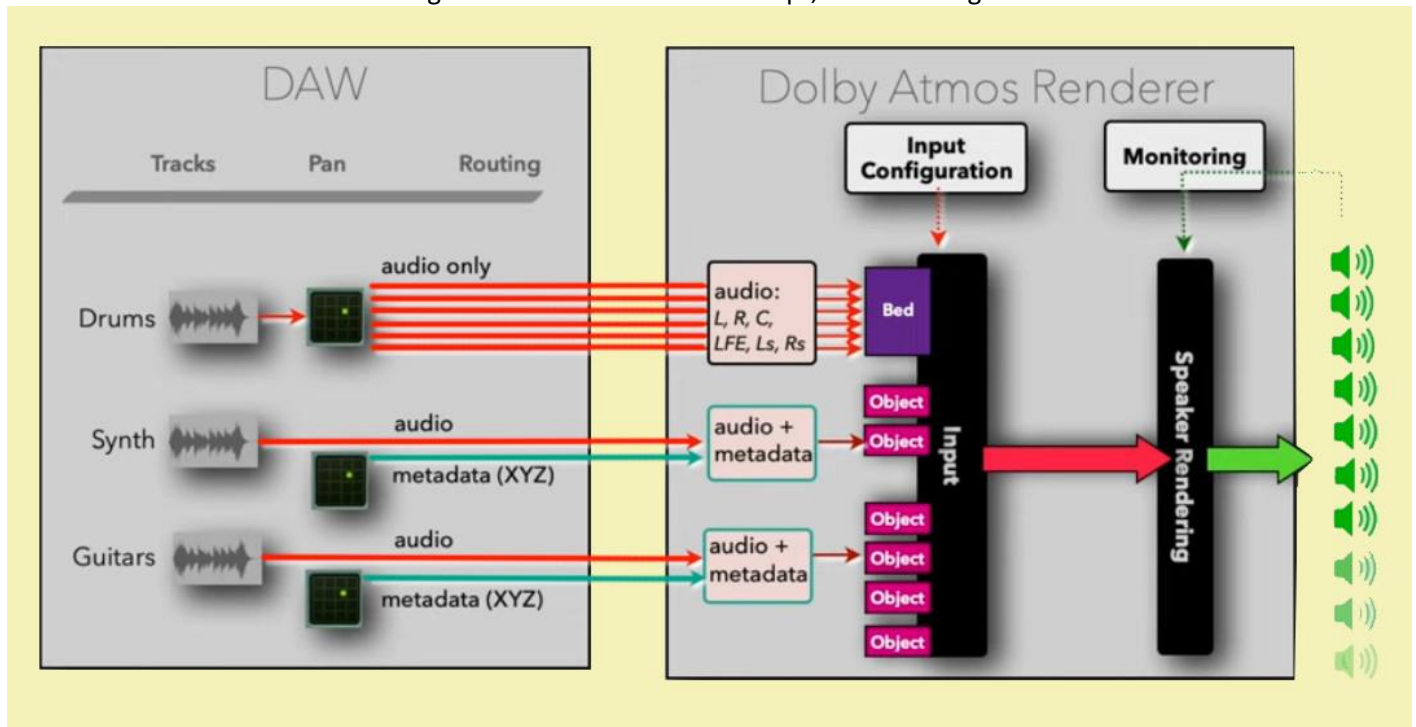 DAW
Tracks Pan Routing
Drums
audio only
Synth
audio
metadata (XYZ)
Guitars
audio
metadata (XYZ)
Dolby Atmos Renderer
Input
Configuration
Monitoring
audio:
L, R, C,
LFE, Ls, Rs
Bed
Object
audio +
metadata
Object
Object
audio +
metadata
Object
Object
Object
Input
Speaker Rendering